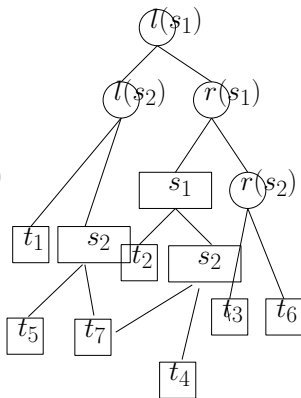 l(s₁)
l(s₂) r(s₁)
s₁ r(s₂)
t₁ s₂ t₂ s₂
t₅ t₇ t₃ t₆
t₄
)